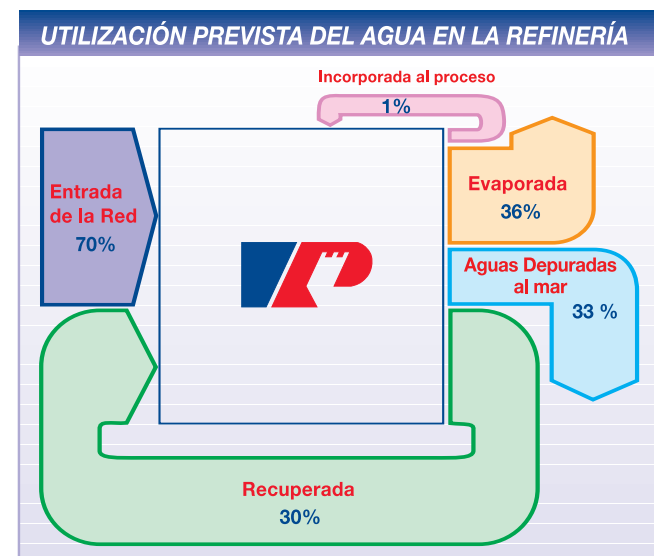 UTILIZACIÓN PREVISTA DEL AGUA EN LA REFINERÍA
Incorporada al proceso
1%
Entrada
de la Red
70%
Evaporada
36%
Aguas Depuradas
al mar
33 %
Recuperada
30%